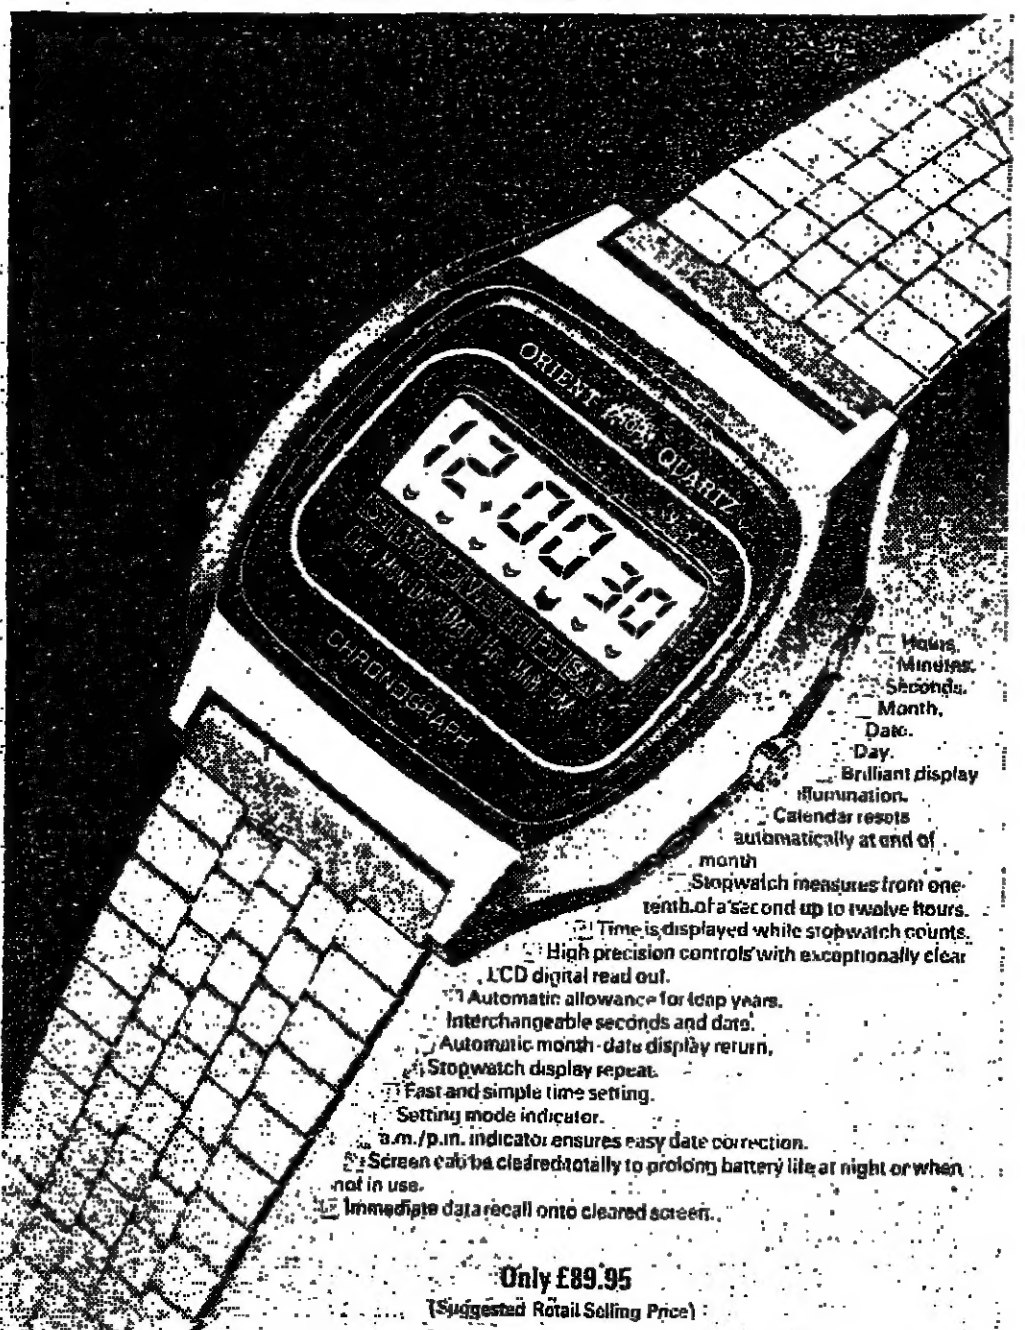 ORIENT QUARTZ
12.00 30
CHRONOGRAPH
Hours.
Minutes.
Seconds.
Month.
Date.
Day.
Brilliant display
illumination.
Calendar resets
automatically at end of
month
Stopwatch measures from one-
tenth of a second up to twelve hours.
Time is displayed while stopwatch counts.
High precision controls with exceptionally clear
LCD digital read out.
Automatic allowance for leap years.
Interchangeable seconds and date.
Automatic month-date display return.
Stopwatch display repeat.
Fast and simple time setting.
Setting mode indicator.
a.m./p.m. indicator ensures easy date correction.
Screen can be cleared totally to prolong battery life at night or when
not in use.
Immediate data recall onto cleared screen.
Only £89.95
(Suggested Retail Selling Price)